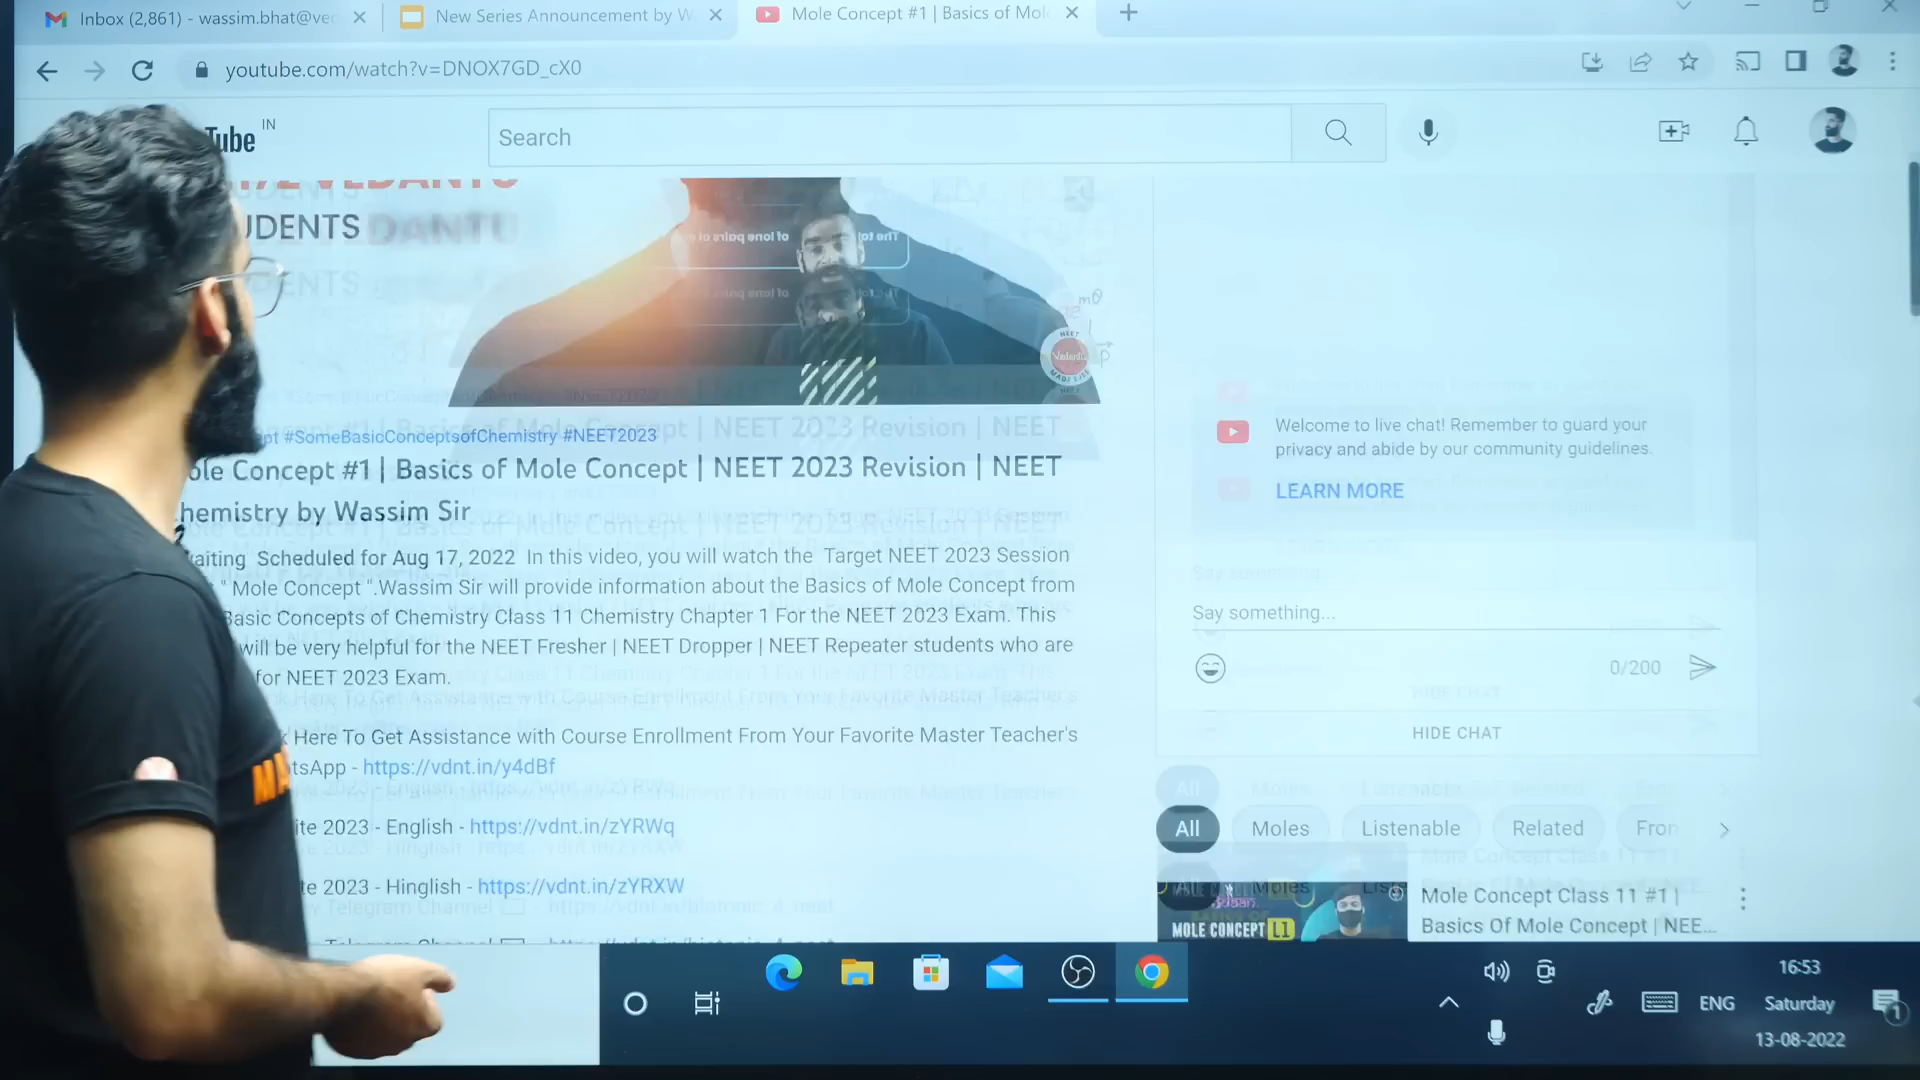 Inbox (2,861) - wassim.bhat@ved
New Series Announcement by W
Mole Concept #1 | Basics of Mol
youtube.com/watch?v=DNOX7GD_cX0
Tube IN
Search
UDENTS
ept #SomeBasicConceptsofChemistry #NEET2023
ole Concept #1 | Basics of Mole Concept | NEET 2023 Revision | NEET
hemistry by Wassim Sir
aiting Scheduled for Aug 17, 2022 In this video, you will watch the Target NEET 2023 Session
" Mole Concept ".Wassim Sir will provide information about the Basics of Mole Concept from
Basic Concepts of Chemistry Class 11 Chemistry Chapter 1 For the NEET 2023 Exam. This
will be very helpful for the NEET Fresher | NEET Dropper | NEET Repeater students who are
for NEET 2023 Exam.
k Here To Get Assistance with Course Enrollment From Your Favorite Master Teacher's
tsApp - https://vdnt.in/y4dBf
ite 2023 - English - https://vdnt.in/zYRWq
te 2023 - Hinglish - https://vdnt.in/zYRXW
Telegram Channel
Welcome to live chat! Remember to guard your
privacy and abide by our community guidelines.
LEARN MORE
Say something...
0/200
HIDE CHAT
All Moles Listenable Related Fron
MOLE CONCEPT L1
Mole Concept Class 11 #1 |
Basics Of Mole Concept | NEE...
16:53
ENG Saturday
13-08-2022
1